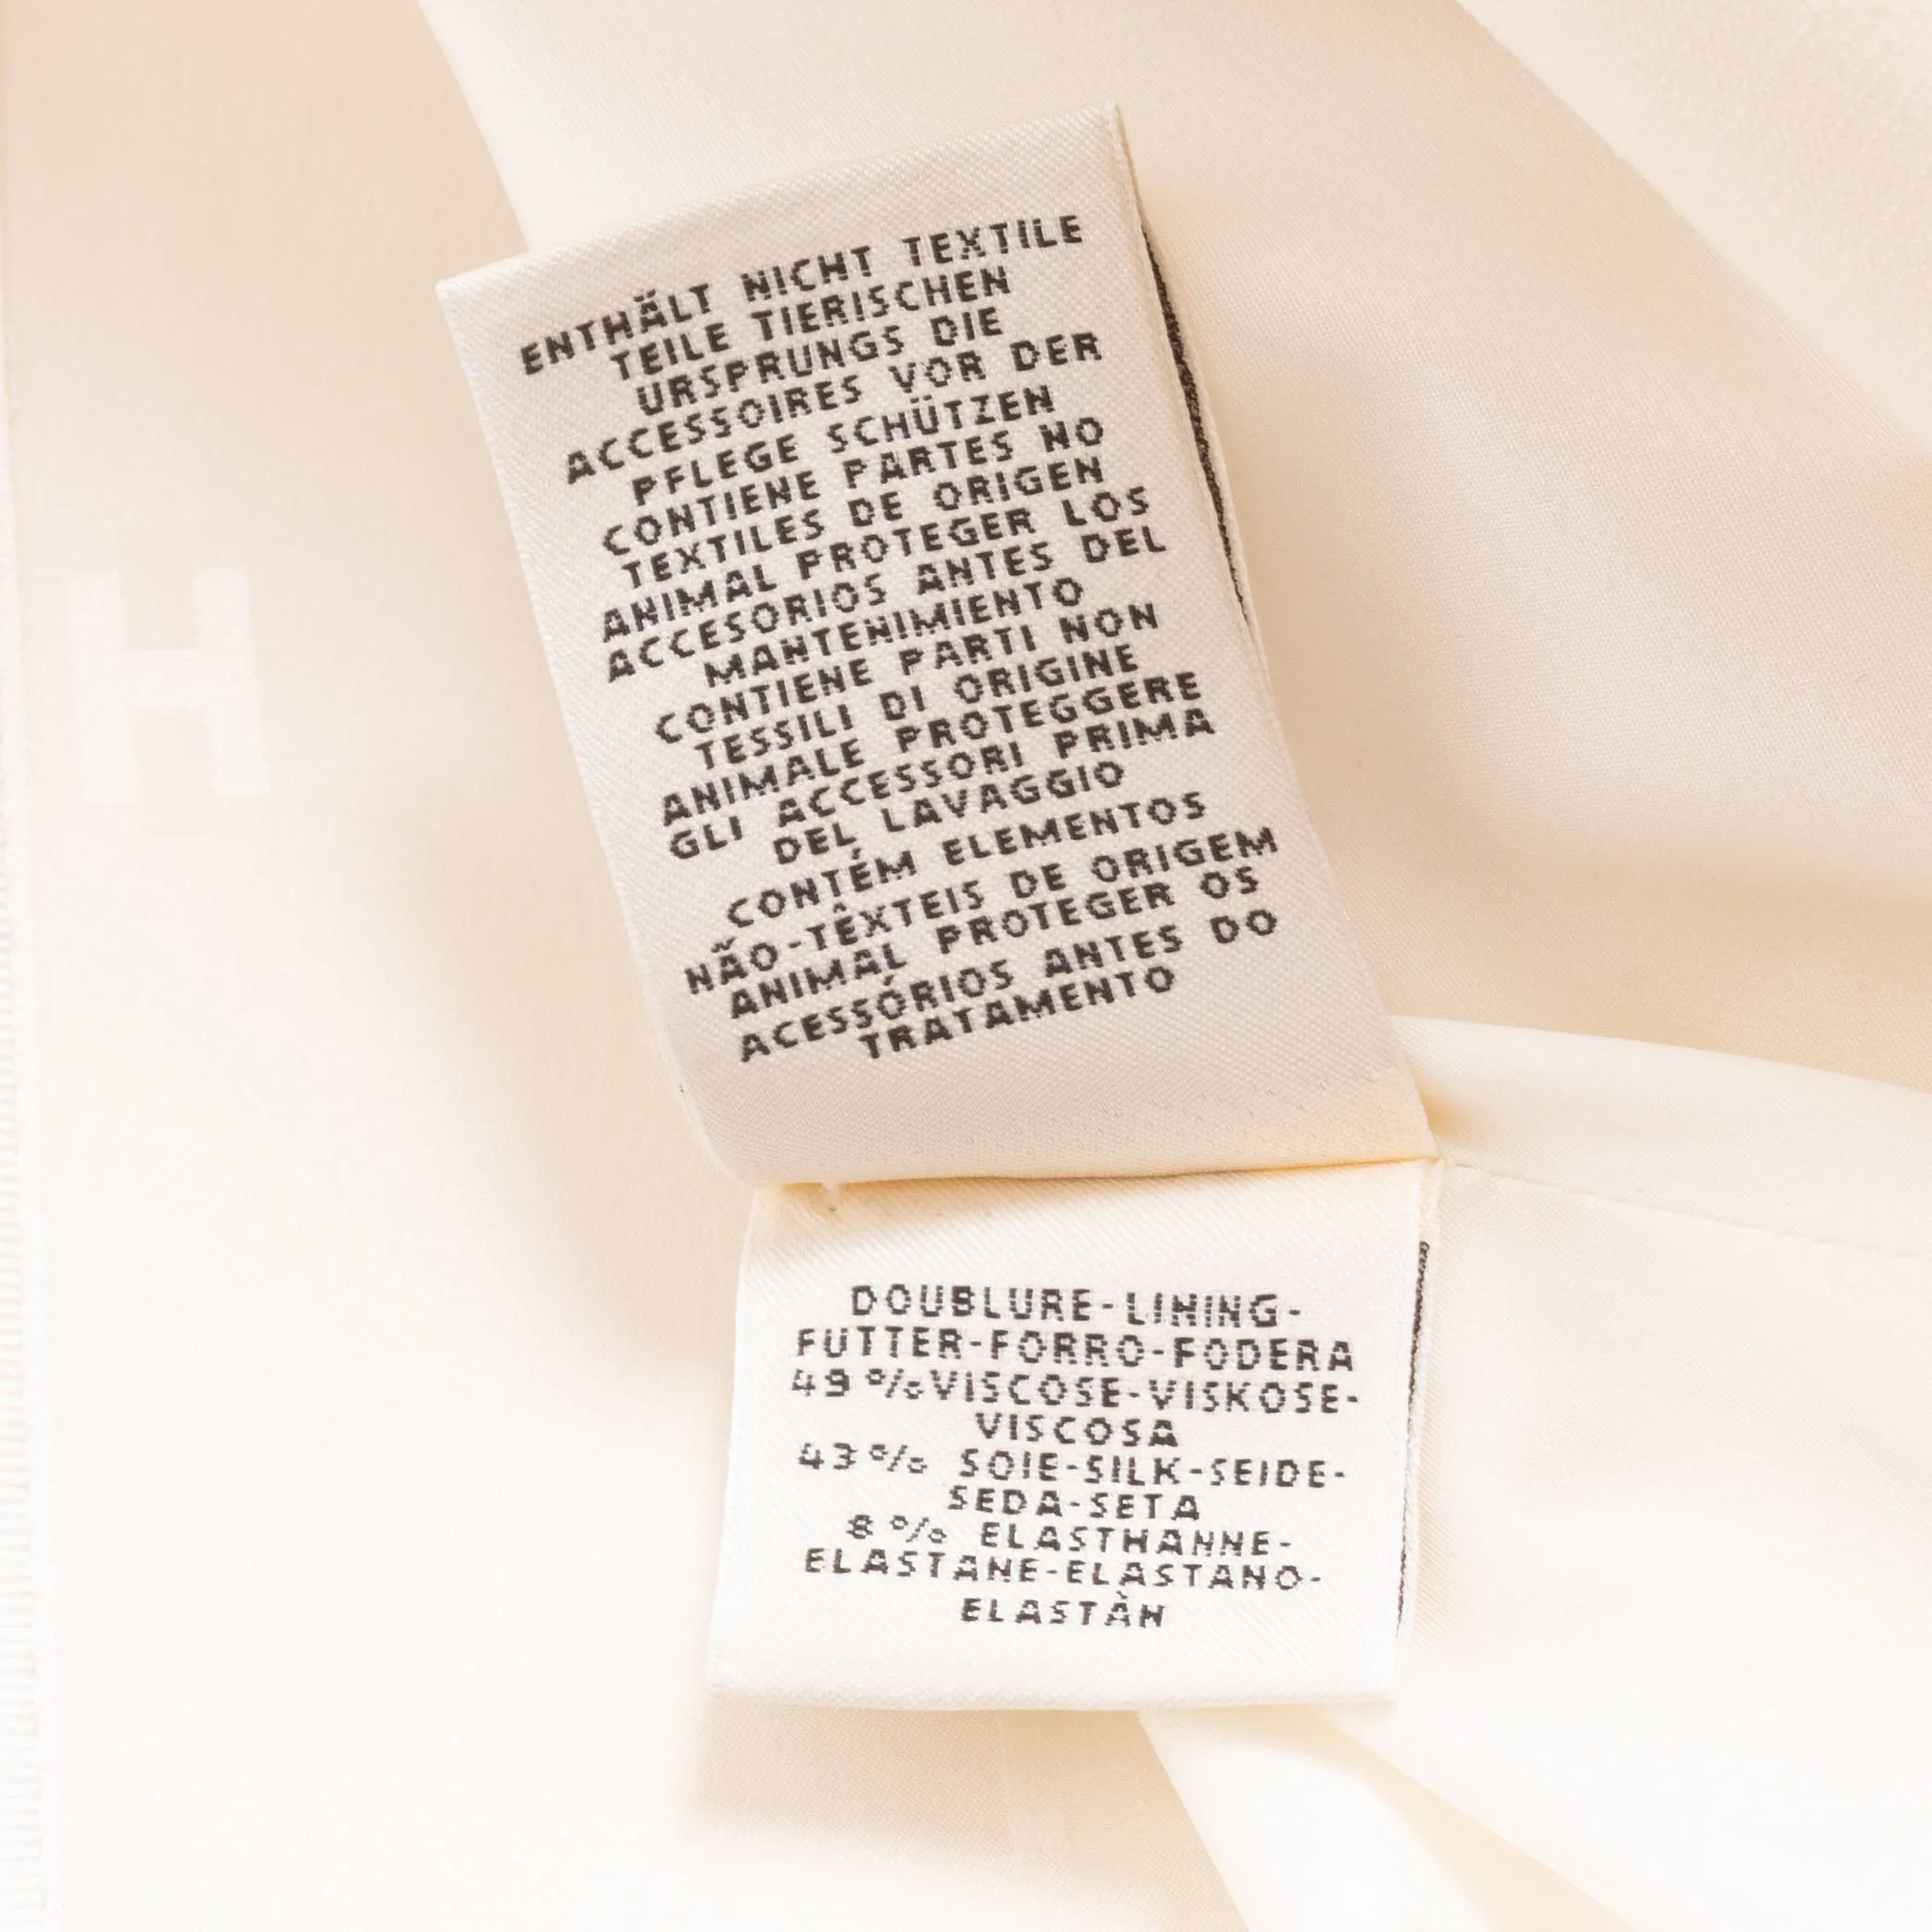 H
ENTHÄLT NICHT TEXTILE
TEILE TIERISCHEN
URSPRUNGS DIE
ACCESSOIRES VOR DER
PFLEGE SCHÜTZEN
CONTIENE PARTES NO
TEXTILES DE ORIGEN
ANIMAL PROTEGER LOS
ACCESORIOS ANTES DEL
MANTENIMIENTO
CONTIENE PARTI NON
TESSILI DI ORIGINE
ANIMALE PROTEGGERE
GLI ACCESSORI PRIMA
DEL LAVAGGIO
CONTÉM ELEMENTOS
NÃO-TÊXTEIS DE ORIGEM
ANIMAL PROTEGER OS
ACESSÓRIOS ANTES DO
TRATAMENTO
DOUBLURE-LINING-
FUTTER-FORRO-FODERA
49%VISCOSE-VISKOSE-
VISCOSA
43% SOIE-SILK-SEIDE-
SEDA-SETA
8% ELASTHANNE-
ELASTANE-ELASTANO-
ELASTÀN